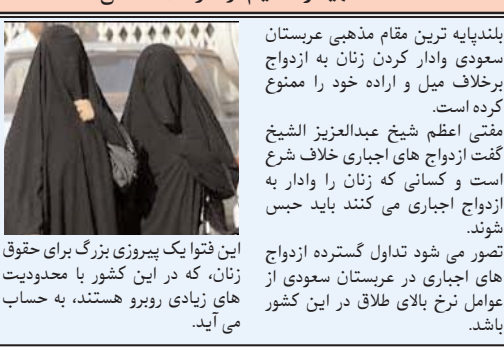 بلندپایه ترین مقام مذهبی عربستان
سعودی وادار کردن زنان به ازدواج
برخلاف میل و اراده خود را ممنوع
کرده است.
مفتی اعظم شیخ عبدالعزیز الشیخ
گفت ازدواج های اجباری خلاف شرع
است و کسانی که زنان را وادار به
ازدواج اجباری می کنند باید حبس
شوند.
تصور می شود تداول گسترده ازدواج
های اجباری در عربستان سعودی از
عوامل نرخ بالای طلاق در این کشور
باشد.
این فتوا یک پیروزی بزرگ برای حقوق
زنان، که در این کشور با محدودیت
های زیادی روبرو هستند، به حساب
می آید.